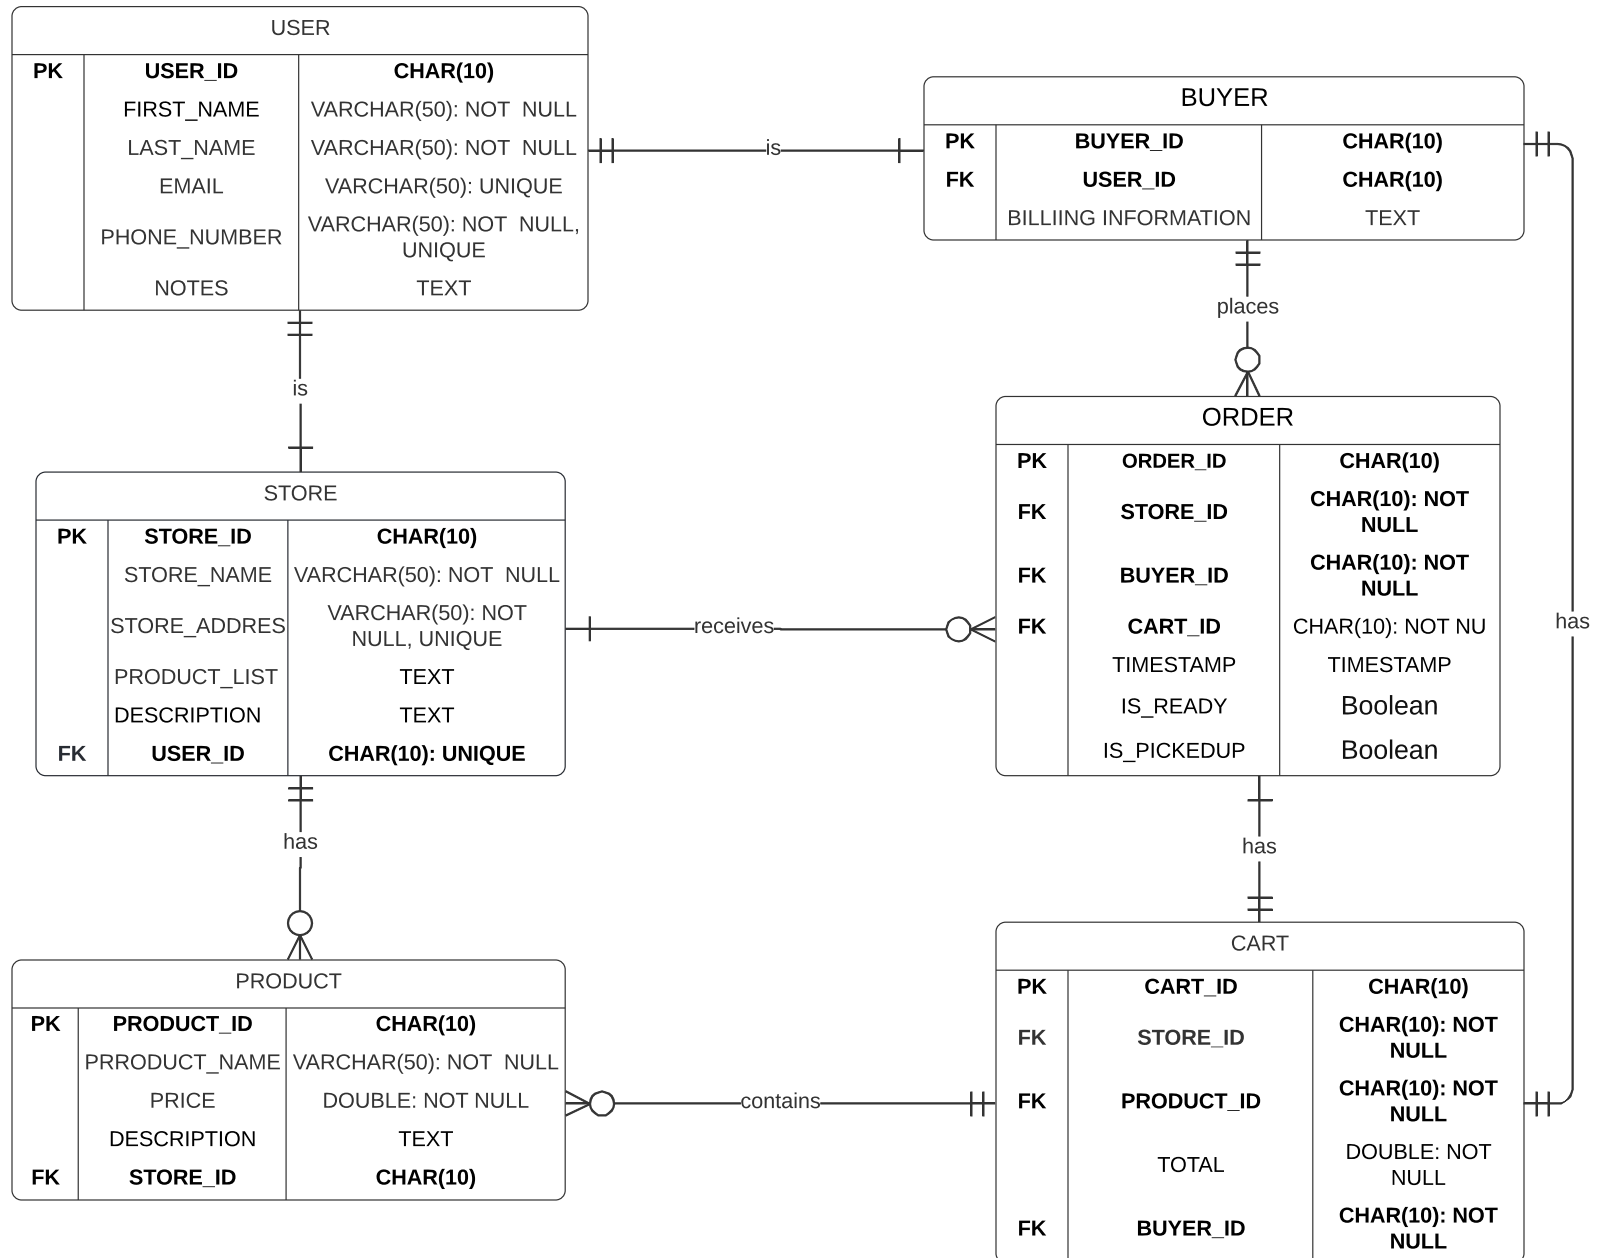 USER
PK USER_ID CHAR(10)
FIRST_NAME VARCHAR(50): NOT NULL
LAST_NAME VARCHAR(50): NOT NULL
EMAIL VARCHAR(50): UNIQUE
PHONE_NUMBER VARCHAR(50): NOT NULL,
UNIQUE
NOTES TEXT
is
BUYER
PK BUYER_ID CHAR(10)
FK USER_ID CHAR(10)
BILLIING INFORMATION TEXT
places
is
ORDER
PK ORDER_ID CHAR(10)
FK STORE_ID CHAR(10): NOT
NULL
FK BUYER_ID CHAR(10): NOT
NULL
FK CART_ID CHAR(10): NOT NU
TIMESTAMP TIMESTAMP
IS_READY Boolean
IS_PICKEDUP Boolean
has
STORE
PK STORE_ID CHAR(10)
STORE_NAME VARCHAR(50): NOT NULL
STORE_ADDRES VARCHAR(50): NOT
NULL, UNIQUE
PRODUCT_LIST TEXT
DESCRIPTION TEXT
FK USER_ID CHAR(10): UNIQUE
receives
has
has
PRODUCT
PK PRODUCT_ID CHAR(10)
PRRODUCT_NAME VARCHAR(50): NOT NULL
PRICE DOUBLE: NOT NULL
DESCRIPTION TEXT
FK STORE_ID CHAR(10)
contains
CART
PK CART_ID CHAR(10)
FK STORE_ID CHAR(10): NOT
NULL
FK PRODUCT_ID CHAR(10): NOT
NULL
TOTAL DOUBLE: NOT
NULL
FK BUYER_ID CHAR(10): NOT
NULL